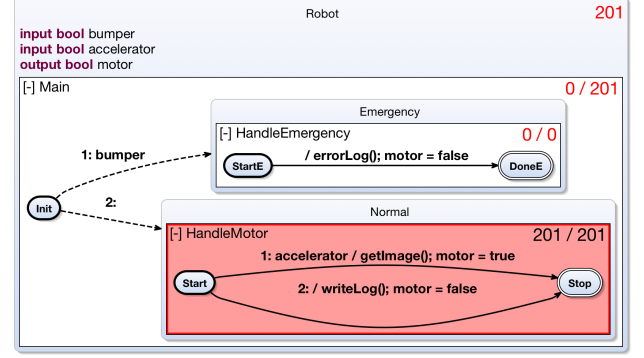 Robot 201
input bool bumper
input bool accelerator
output bool motor
[-] Main 0 / 201
Emergency
[-] HandleEmergency 0 / 0
1: bumper
StartE / errorLog(); motor = false DoneE
Init
2:
Normal
[-] HandleMotor 201 / 201
1: accelerator / getImage(); motor = true
Start 2: / writeLog(); motor = false Stop